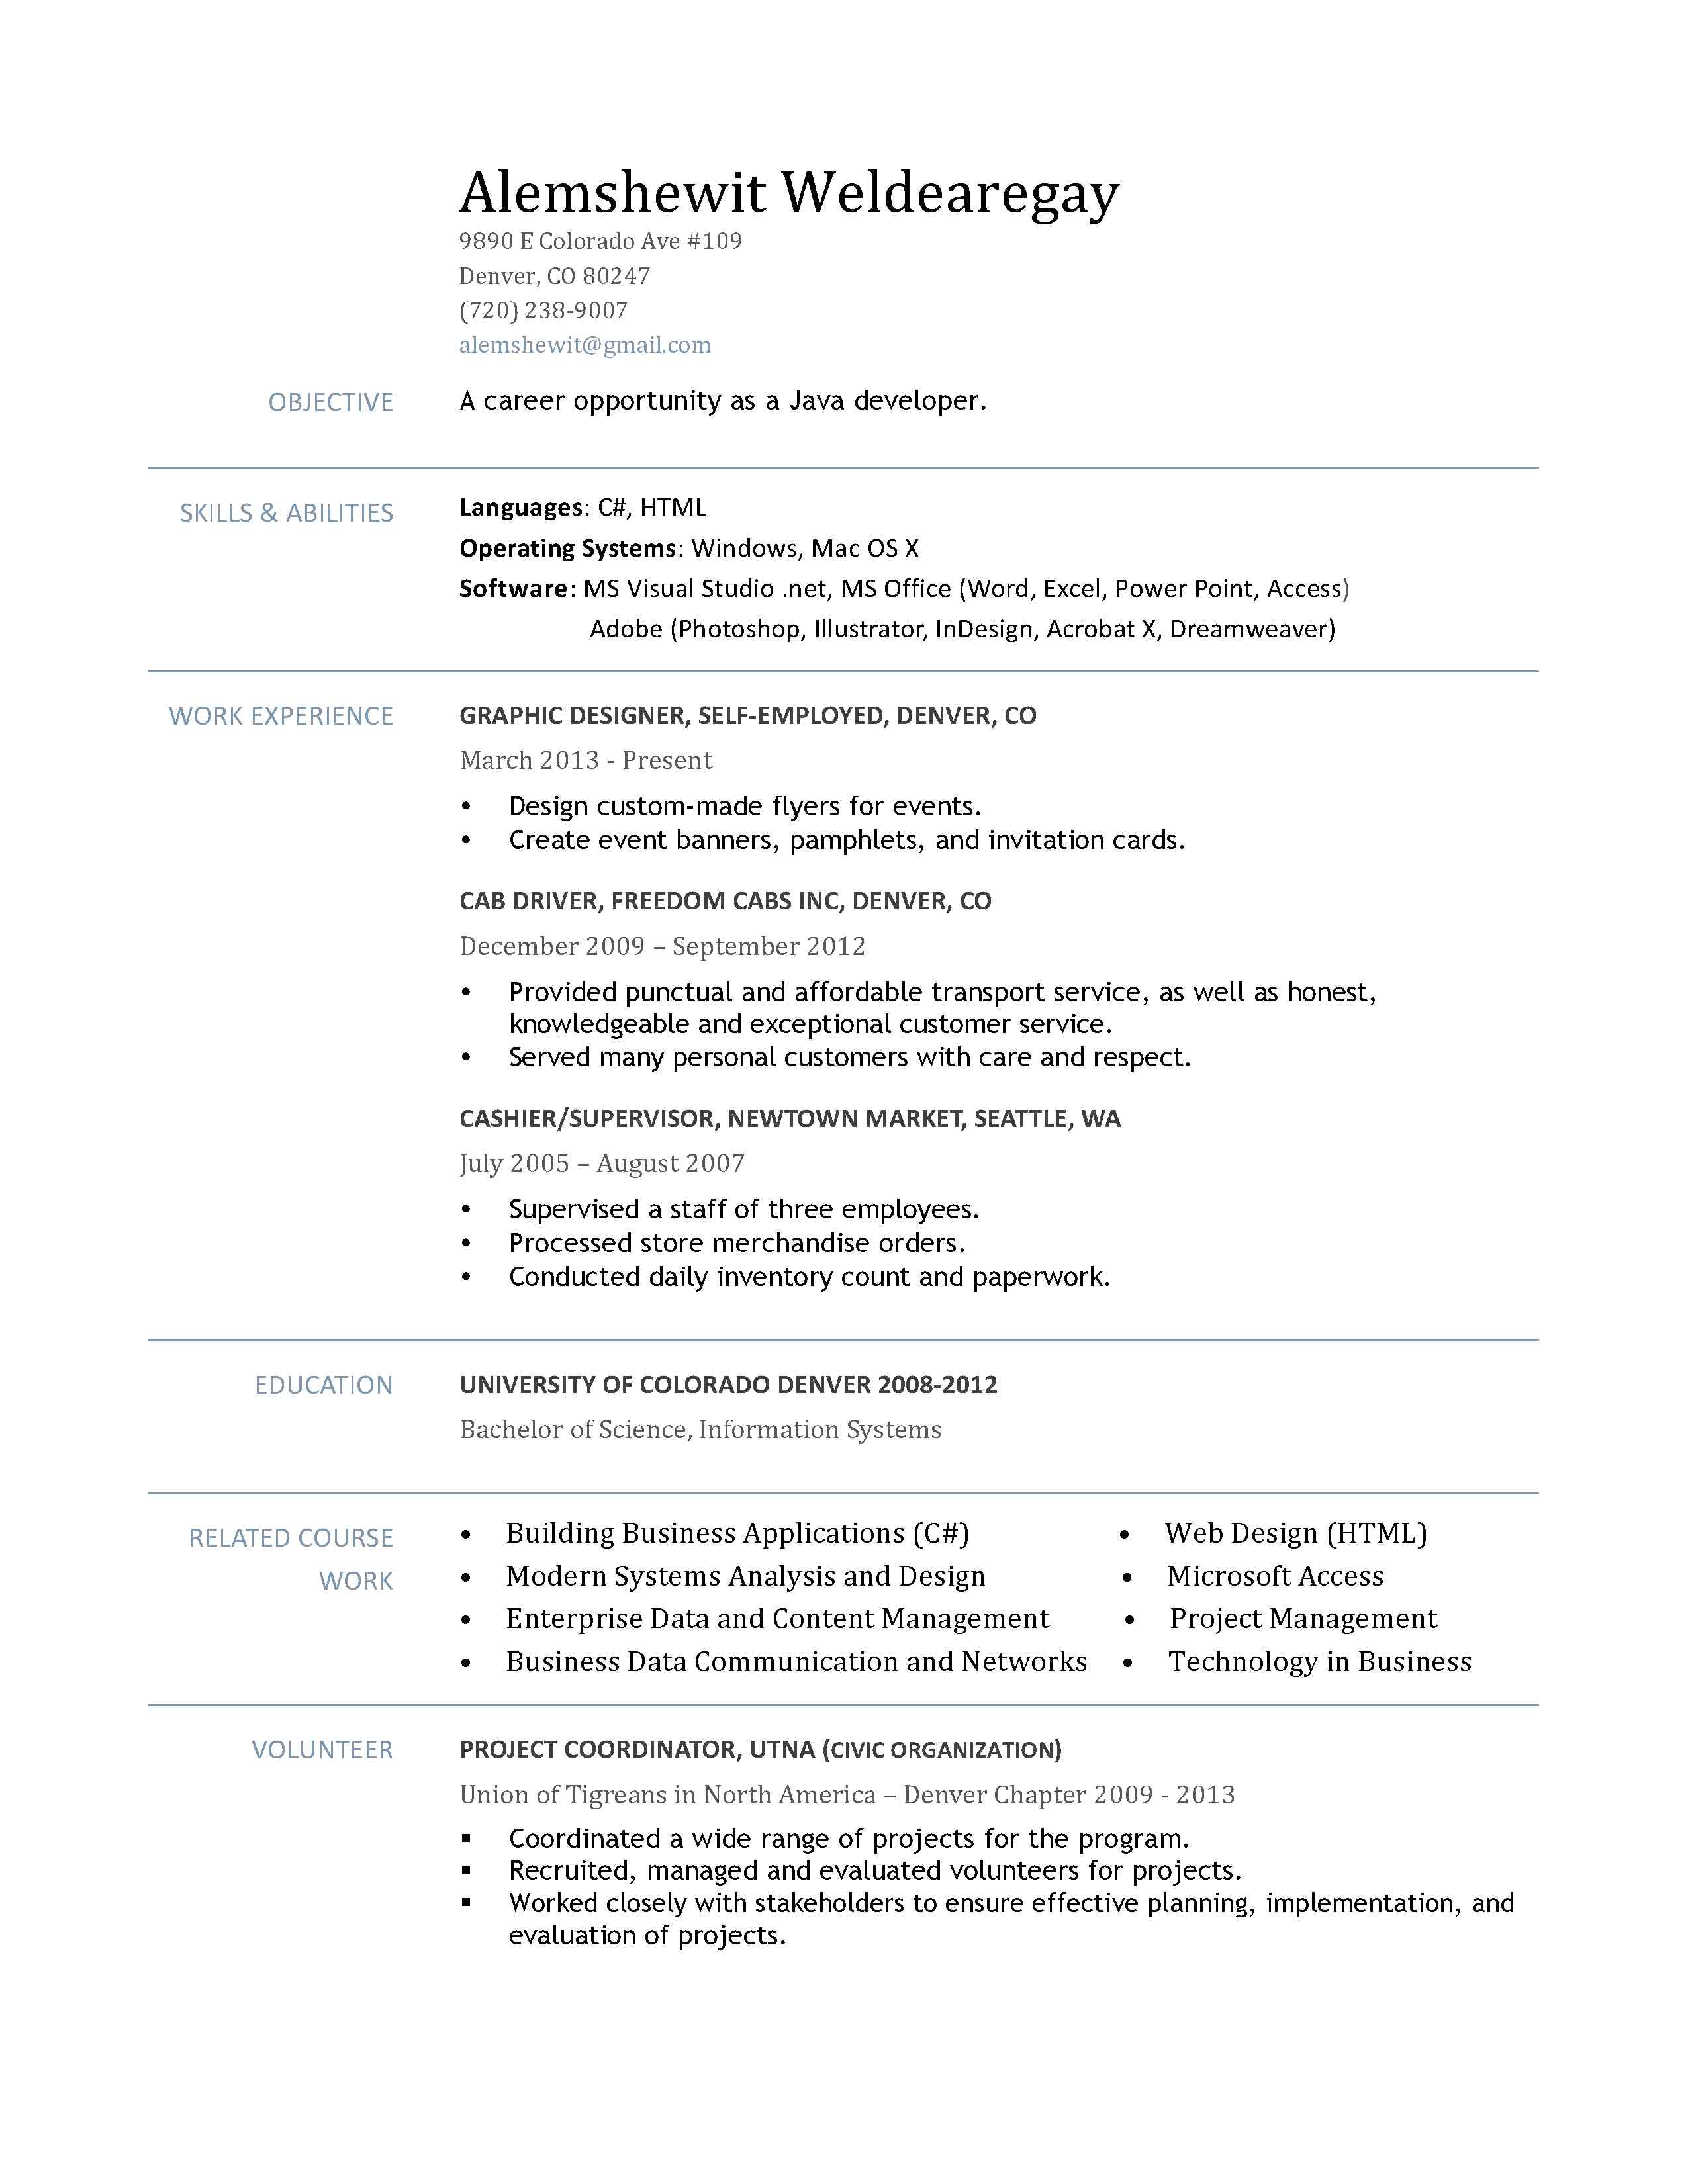 Alemshewit Weldearegay
9890 E Colorado Ave #109
Denver, CO 80247
(720) 238-9007
alemshewit@gmail.com
OBJECTIVE
A career opportunity as a Java developer.
SKILLS & ABILITIES
Languages: C#, HTML
Operating Systems: Windows, Mac OS X
Software: MS Visual Studio .net, MS Office (Word, Excel, Power Point, Access)
Adobe (Photoshop, Illustrator, InDesign, Acrobat X, Dreamweaver)
WORK EXPERIENCE
GRAPHIC DESIGNER, SELF-EMPLOYED, DENVER, CO
March 2013 - Present
• Design custom-made flyers for events.
• Create event banners, pamphlets, and invitation cards.
CAB DRIVER, FREEDOM CABS INC, DENVER, CO
December 2009 – September 2012
• Provided punctual and affordable transport service, as well as honest,
knowledgeable and exceptional customer service.
• Served many personal customers with care and respect.
CASHIER/SUPERVISOR, NEWTOWN MARKET, SEATTLE, WA
July 2005 – August 2007
• Supervised a staff of three employees.
• Processed store merchandise orders.
• Conducted daily inventory count and paperwork.
EDUCATION
UNIVERSITY OF COLORADO DENVER 2008-2012
Bachelor of Science, Information Systems
RELATED COURSE
WORK
• Building Business Applications (C#)
• Modern Systems Analysis and Design
• Enterprise Data and Content Management
• Business Data Communication and Networks
• Web Design (HTML)
• Microsoft Access
• Project Management
• Technology in Business
VOLUNTEER
PROJECT COORDINATOR, UTNA (CIVIC ORGANIZATION)
Union of Tigreans in North America – Denver Chapter 2009 - 2013
▪ Coordinated a wide range of projects for the program.
▪ Recruited, managed and evaluated volunteers for projects.
▪ Worked closely with stakeholders to ensure effective planning, implementation, and
evaluation of projects.